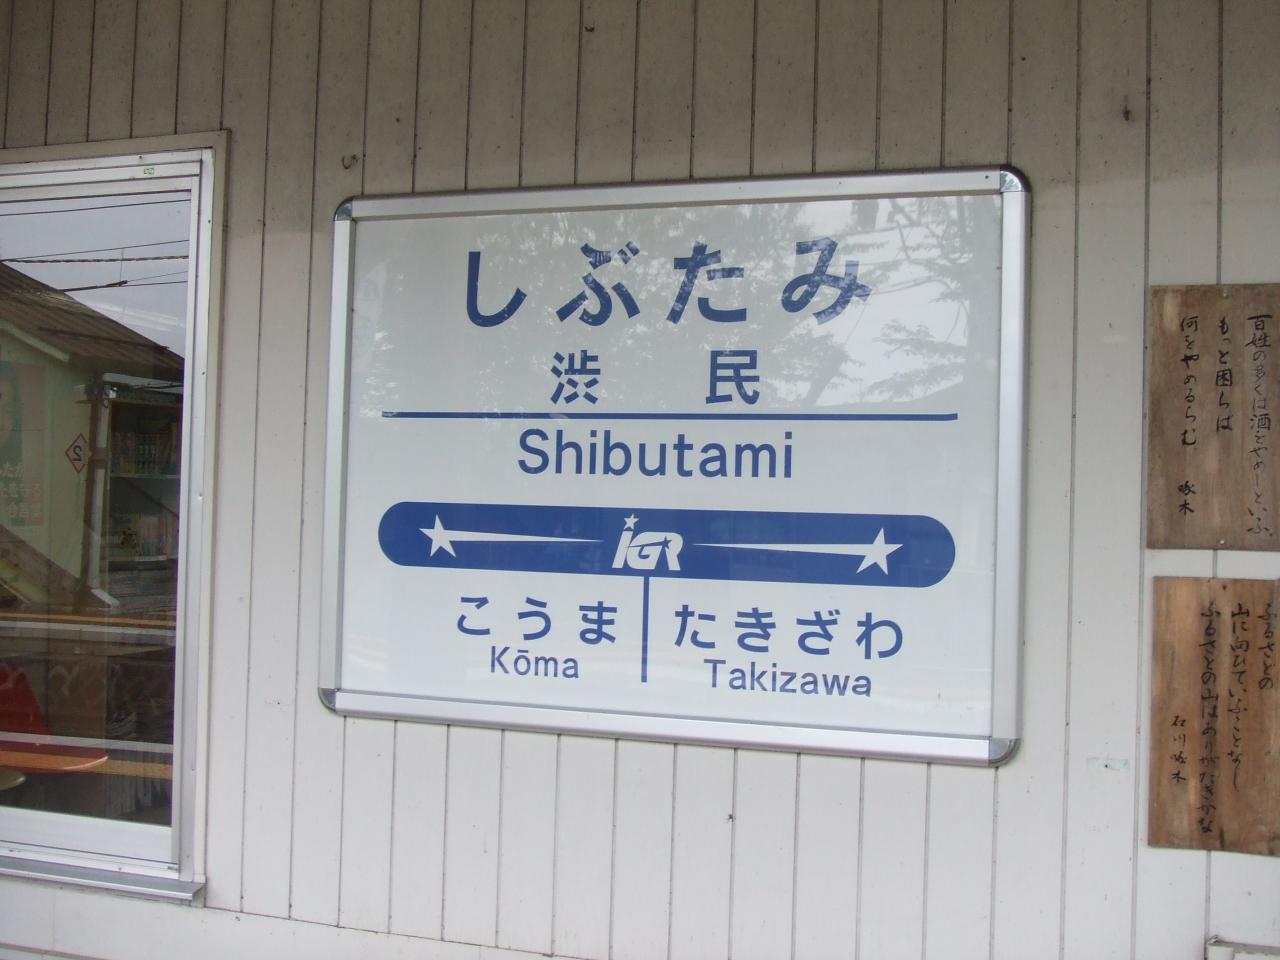 しぶたみ
渋民
Shibutami
iGR
こうま
Kōma
たきざわ
Takizawa
百姓の多くは酒をやめしといふ
もっと困らば
何をやめるらむ
啄木
ふるさとの
山に向ひていふことなし
ふるさとの山はありがたきかな
石川啄木
2